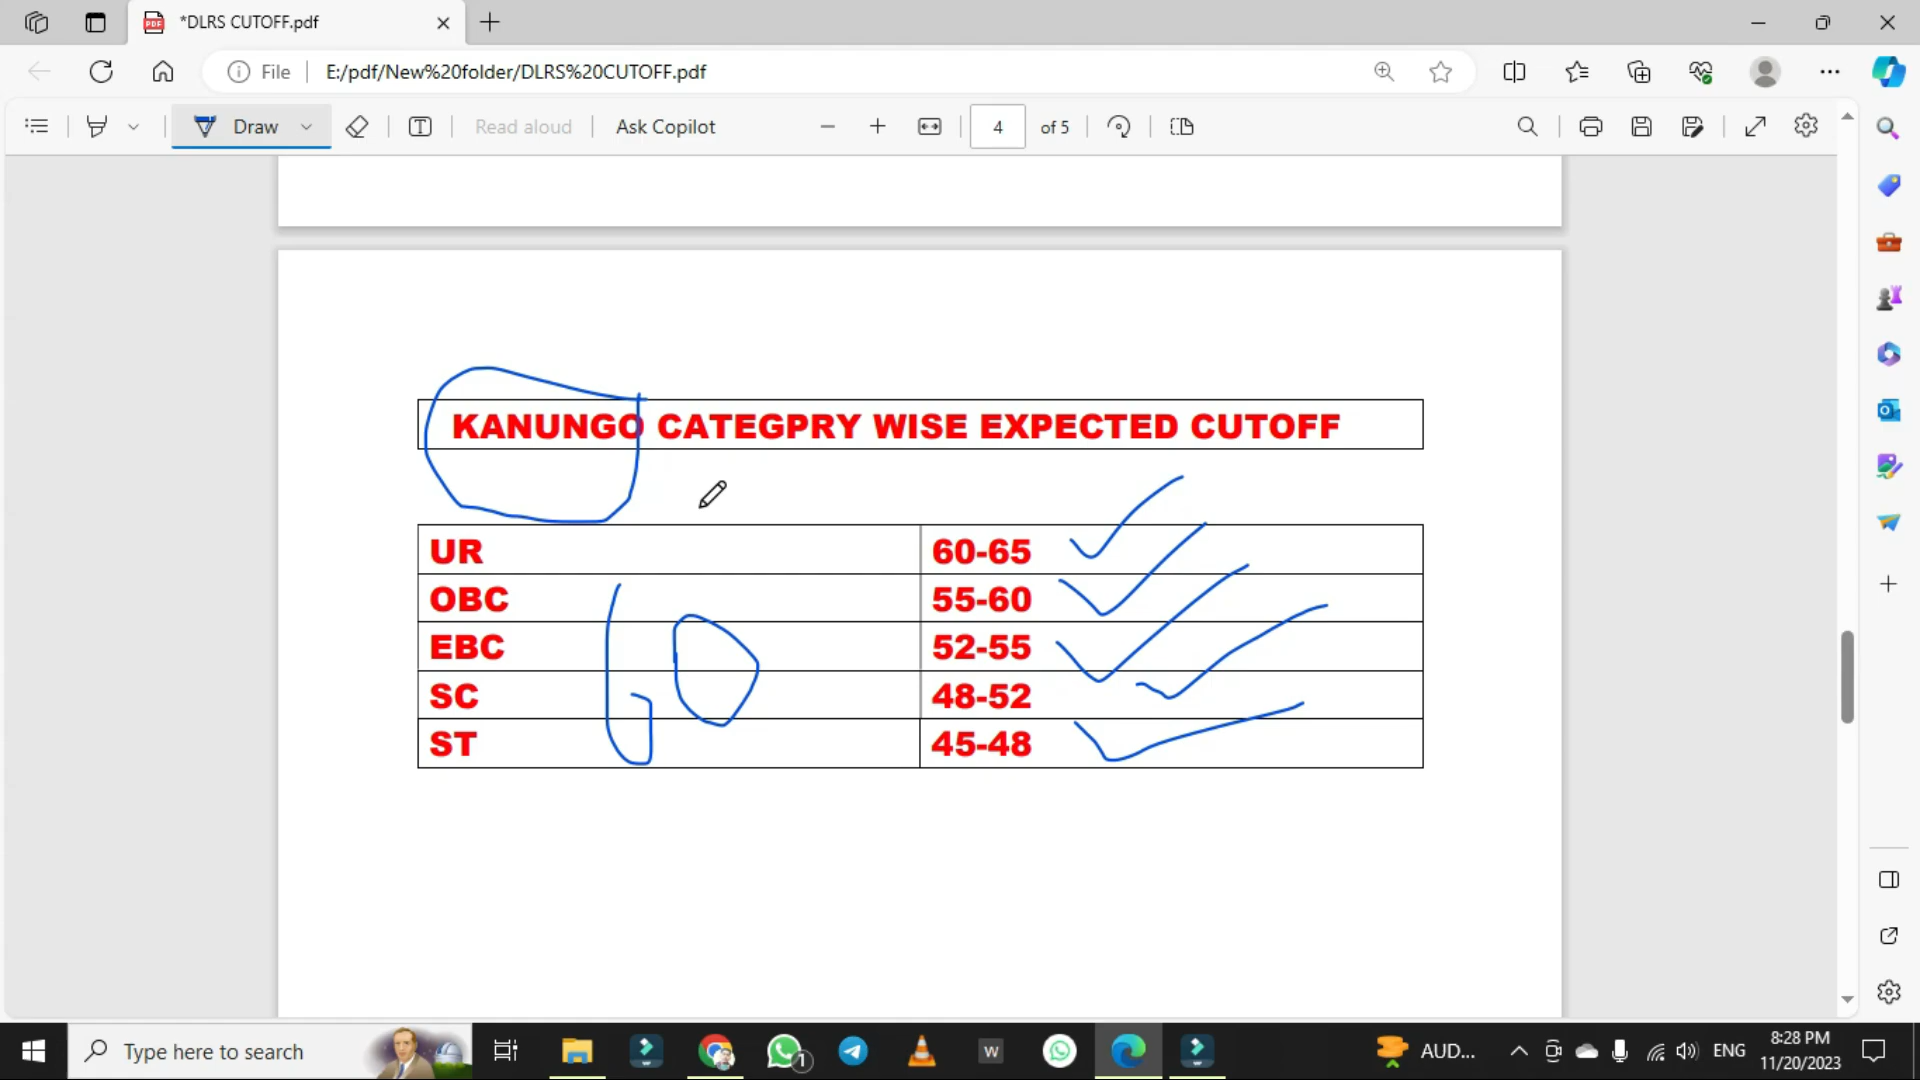 *DLRS CUTOFF.pdf
File E:/pdf/New%20folder/DLRS%20CUTOFF.pdf
Draw Read aloud Ask Copilot 4 of 5
KANUNGO CATEGPRY WISE EXPECTED CUTOFF
UR 60-65
OBC 55-60
EBC 52-55
SC 48-52
ST 45-48
60
Type here to search W 1 AUD... ENG 8:28 PM
11/20/2023